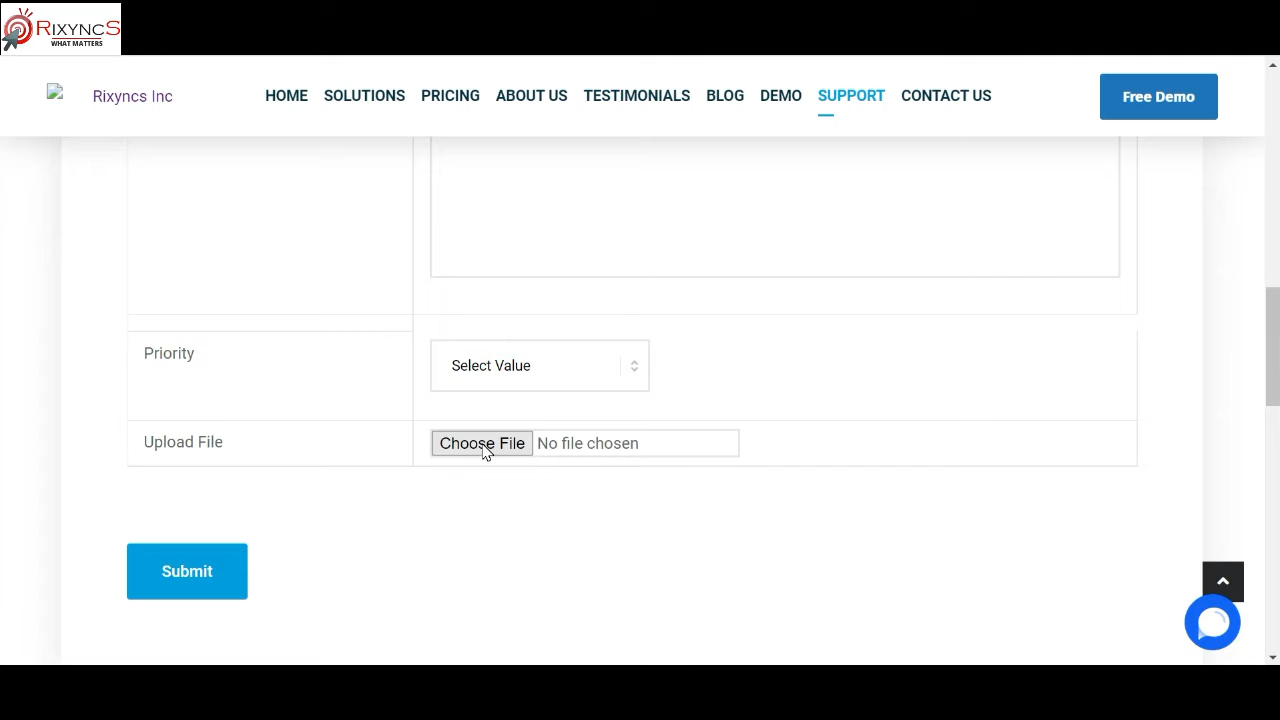 RIXYNCS
WHAT MATTERS
Rixyncs Inc
HOME SOLUTIONS PRICING ABOUT US TESTIMONIALS BLOG DEMO SUPPORT CONTACT US
Free Demo
Priority
Select Value
Upload File
Choose File No file chosen
Submit